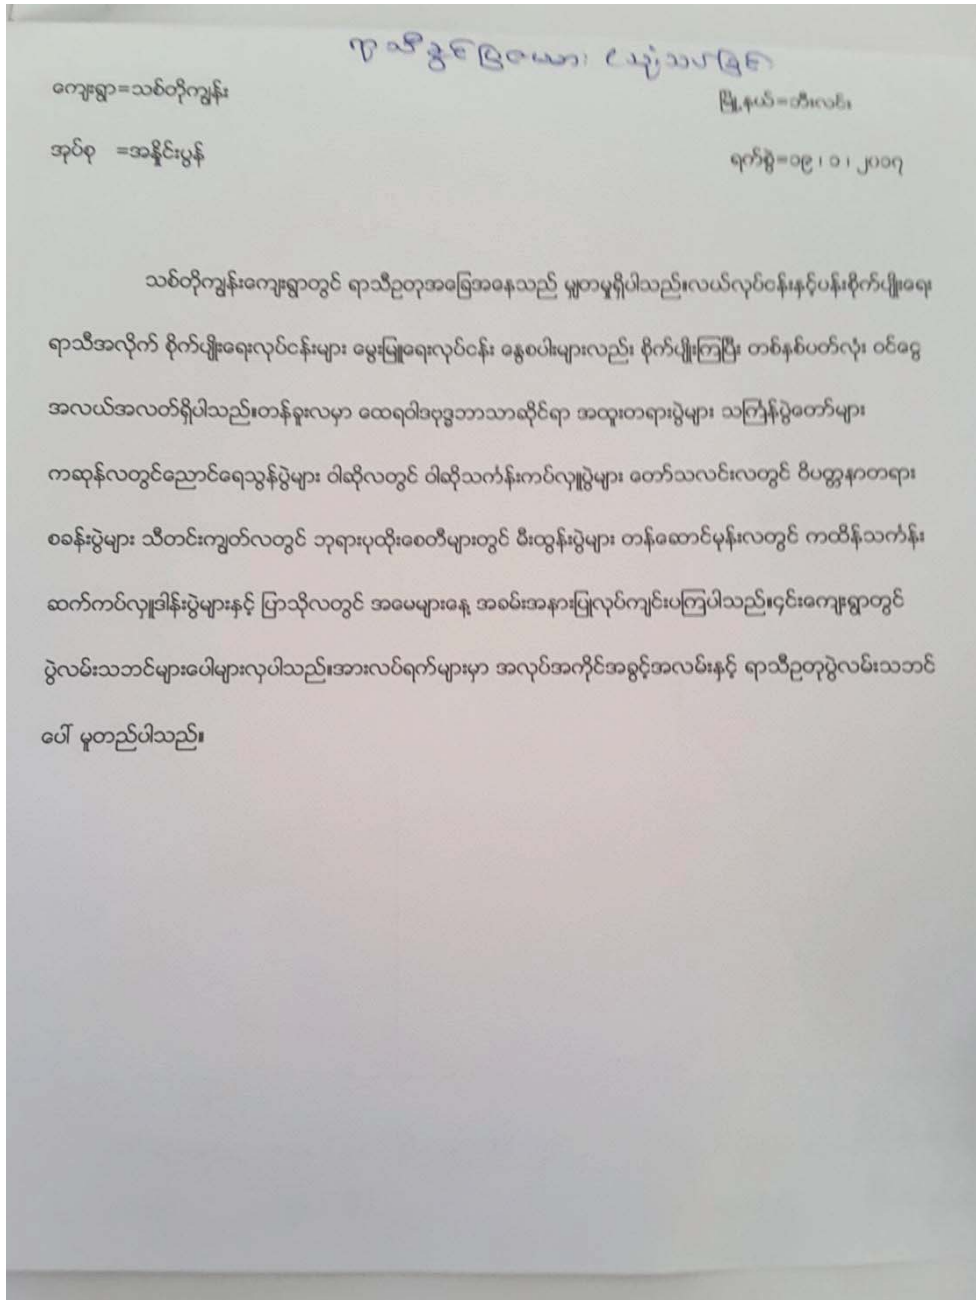 ရာသီခွင်ပြဇယား
ကျေးရွာ=သစ်တိုကျွန်း
မြို့နယ်=ဘီးလင်း
အုပ်စု =အနှိုင်းပွန်
ရက်စွဲ=၁၉၊၁၊၂၀၁၇
သစ်တိုကျွန်းကျေးရွာတွင် ရာသီဥတုအခြေအနေသည် မျှတမှုရှိပါသည်။လယ်လုပ်ငန်းနှင့်ပန်းစိုက်ပျိုးရေး
ရာသီအလိုက် စိုက်ပျိုးရေးလုပ်ငန်းများ မွေးမြူရေးလုပ်ငန်း နွေစပါးများလည်း စိုက်ပျိုးကြပြီး တစ်နှစ်ပတ်လုံး ဝင်ငွေ
အလယ်အလတ်ရှိပါသည်။တန်ခူးလမှာ ထေရဝါဒဗုဒ္ဓဘာသာဆိုင်ရာ အထူးတရားပွဲများ သင်္ကြန်ပွဲတော်များ
ကဆုန်လတွင်ညောင်ရေသွန်ပွဲများ ဝါဆိုလတွင် ဝါဆိုသင်္ကန်းကပ်လှူပွဲများ တော်သလင်းလတွင် ဝိပတ္တနာတရား
စခန်းပွဲများ သီတင်းကျွတ်လတွင် ဘုရားပုထိုးစေတီများတွင် မီးထွန်းပွဲများ တန်ဆောင်မုန်းလတွင် ကထိန်သင်္ကန်း
ဆက်ကပ်လှူဒါန်းပွဲများနှင့် ပြာသိုလတွင် အမေများနေ့ အခမ်းအနားပြုလုပ်ကျင်းပကြပါသည်။၄င်းကျေးရွာတွင်
ပွဲလမ်းသဘင်များပေါများလှပါသည်။အားလပ်ရက်များမှာ အလုပ်အကိုင်အခွင့်အလမ်းနှင့် ရာသီဥတုပွဲလမ်းသဘင်
ပေါ် မူတည်ပါသည်။